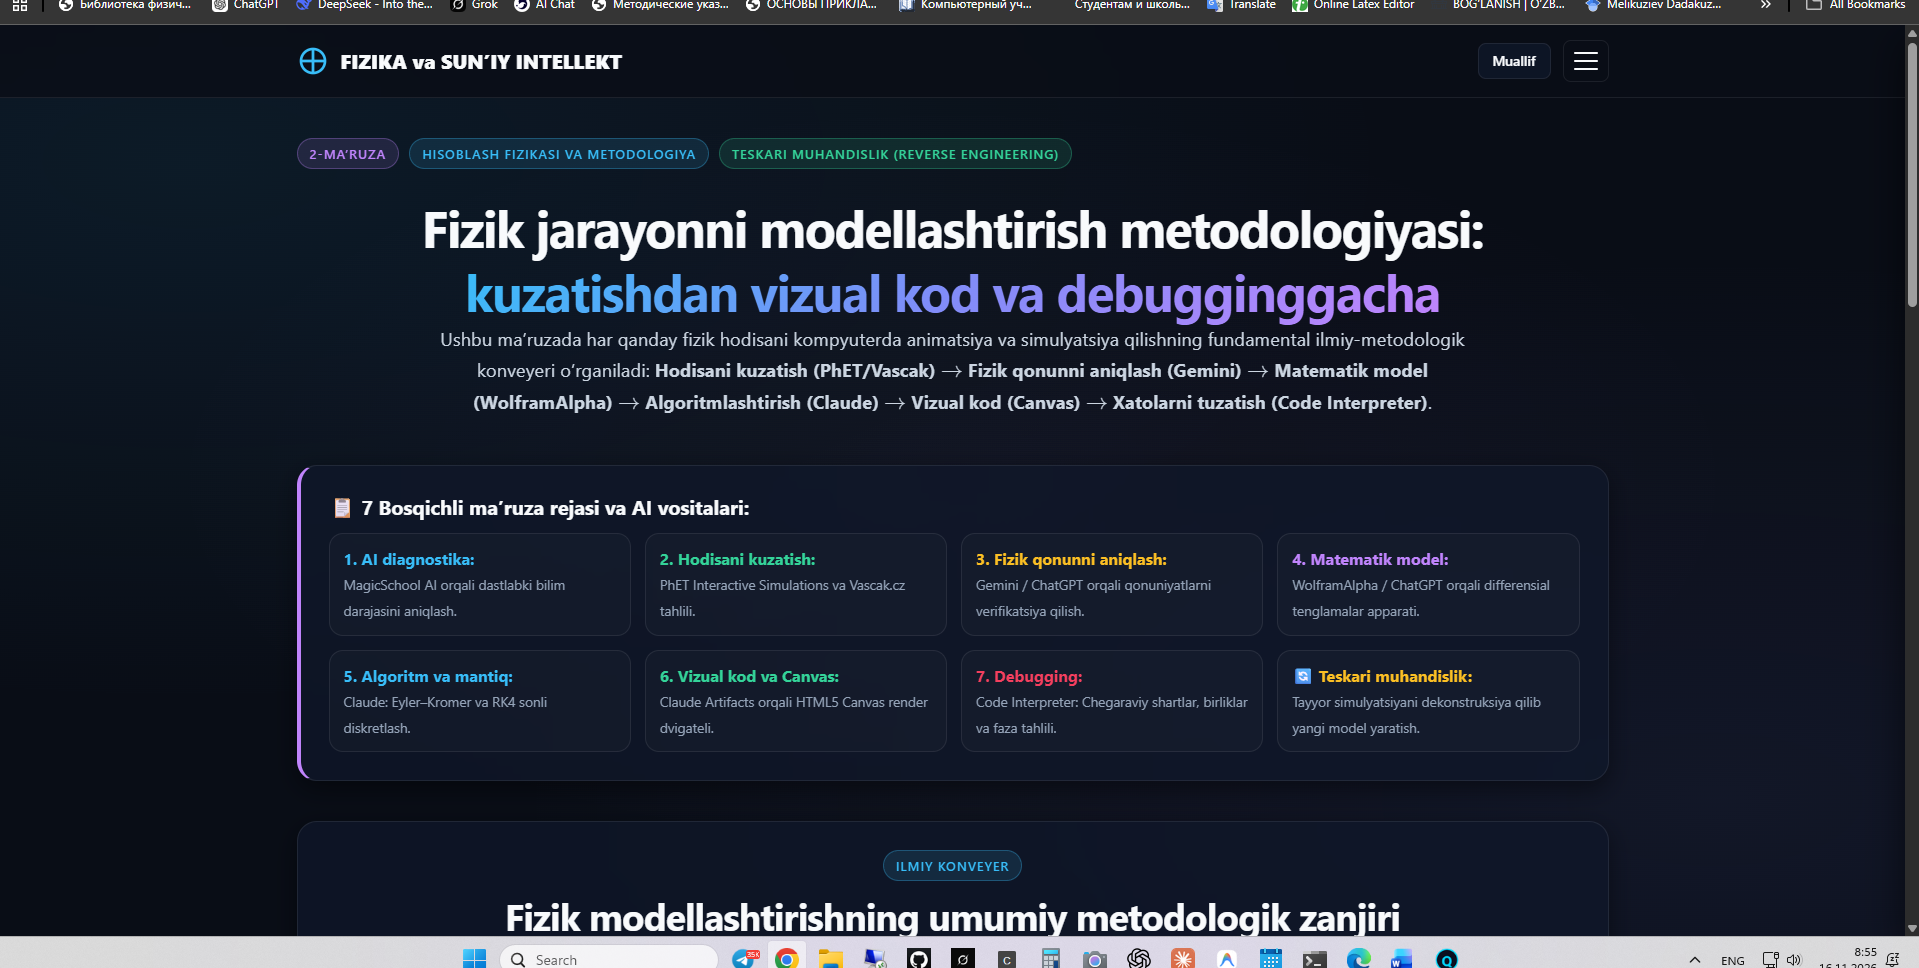 Библиотека физич...
ChatGPT
DeepSeek - Into the...
Grok
AI Chat
Методические указ...
ОСНОВЫ ПРИКЛА...
Компьютерный уч...
Студентам и школь...
Translate
Online Latex Editor
BOG'LANISH | O'ZB...
Melikuziev Dadakuz...
All Bookmarks
FIZIKA va SUN’IY INTELLEKT
Muallif
2-MA’RUZA
HISOBLASH FIZIKASI VA METODOLOGIYA
TESKARI MUHANDISLIK (REVERSE ENGINEERING)
Fizik jarayonni modellashtirish metodologiyasi:
kuzatishdan vizual kod va debugginggacha
Ushbu ma’ruzada har qanday fizik hodisani kompyuterda animatsiya va simulyatsiya qilishning fundamental ilmiy-metodologik
konveyeri o‘rganiladi: Hodisani kuzatish (PhET/Vascak) → Fizik qonunni aniqlash (Gemini) → Matematik model
(WolframAlpha) → Algoritmlashtirish (Claude) → Vizual kod (Canvas) → Xatolarni tuzatish (Code Interpreter).
7 Bosqichli ma’ruza rejasi va AI vositalari:
1. AI diagnostika:
MagicSchool AI orqali dastlabki bilim
darajasini aniqlash.
2. Hodisani kuzatish:
PhET Interactive Simulations va Vascak.cz
tahlili.
3. Fizik qonunni aniqlash:
Gemini / ChatGPT orqali qonuniyatlarni
verifikatsiya qilish.
4. Matematik model:
WolframAlpha / ChatGPT orqali differensial
tenglamalar apparati.
5. Algoritm va mantiq:
Claude: Eyler–Kromer va RK4 sonli
diskretlash.
6. Vizual kod va Canvas:
Claude Artifacts orqali HTML5 Canvas render
dvigateli.
7. Debugging:
Code Interpreter: Chegaraviy shartlar, birliklar
va faza tahlili.
Teskari muhandislik:
Tayyor simulyatsiyani dekonstruksiya qilib
yangi model yaratish.
ILMIY KONVEYER
Fizik modellashtirishning umumiy metodologik zanjiri
Search
35K
ENG
8:55
16.11.2026